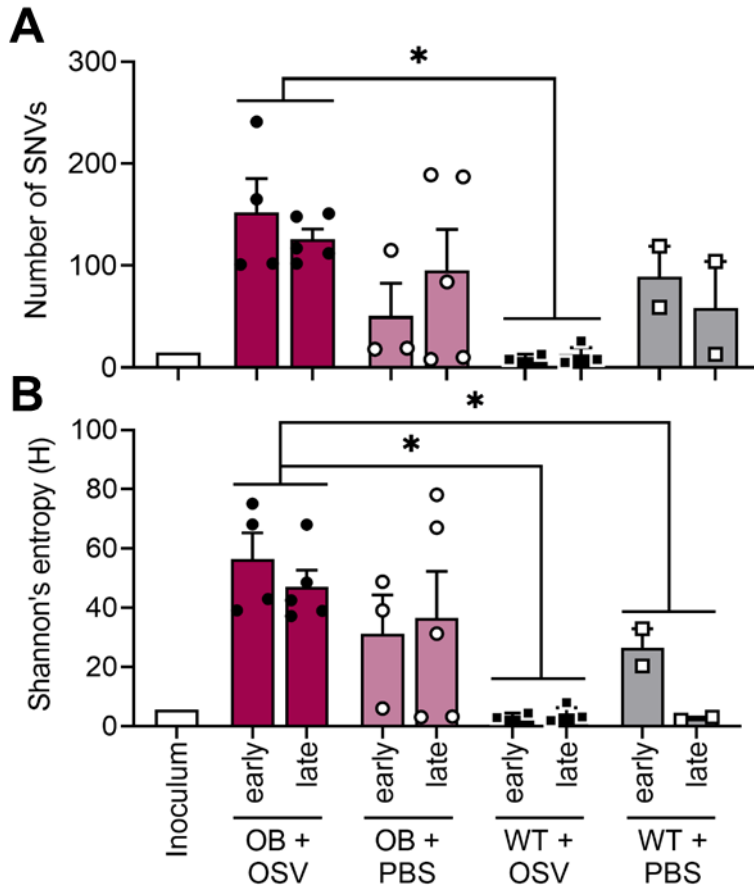 A
Number of SNVs
300
200
100
0
*
B
Shannon's entropy (H)
100
80
60
40
20
0
*
*
Inoculum
early
late
early
late
early
late
early
late
OB +
OSV
OB +
PBS
WT +
OSV
WT +
PBS